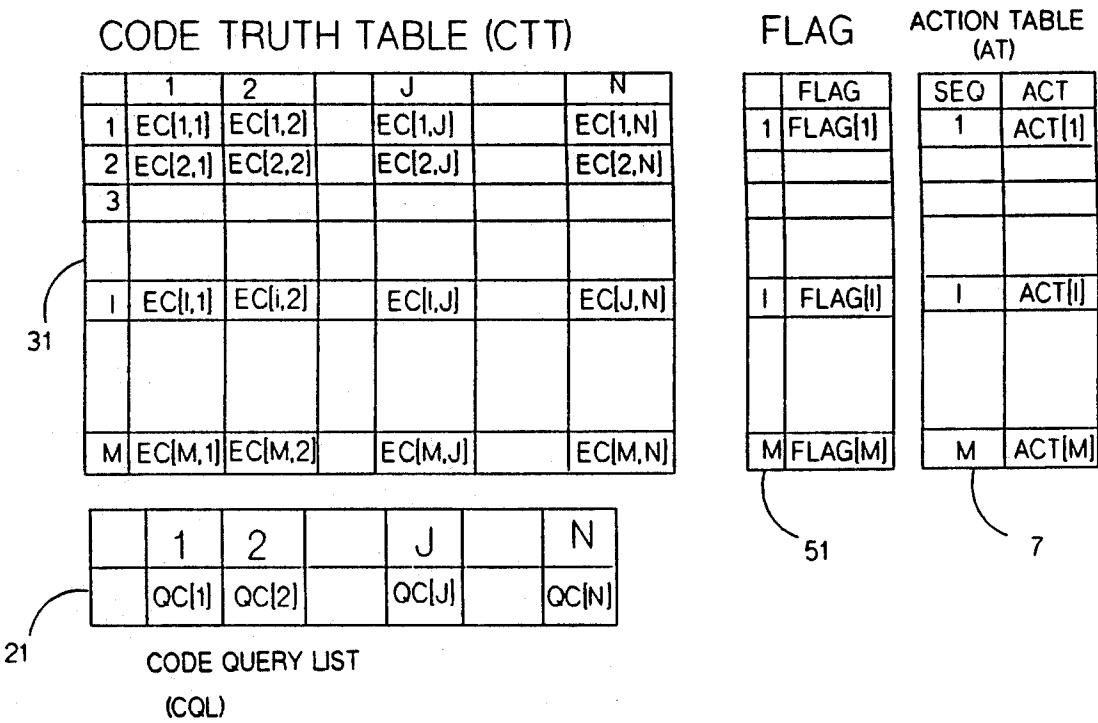 CODE TRUTH TABLE (CTT)
1 2 J N
1 EC[1,1] EC[1,2] EC[1,J] EC[1,N]
2 EC[2,1] EC[2,2] EC[2,J] EC[2,N]
3
I EC[I,1] EC[i,2] EC[I,J] EC[J,N]
M EC[M,1] EC[M,2] EC[M,J] EC[M,N]
31
FLAG
FLAG
1 FLAG[1]
I FLAG[I]
M FLAG[M]
51
ACTION TABLE
(AT)
SEQ ACT
1 ACT[1]
I ACT[I]
M ACT[M]
7
1 2 J N
QC[1] QC[2] QC[J] QC[N]
21
CODE QUERY LIST
(CQL)